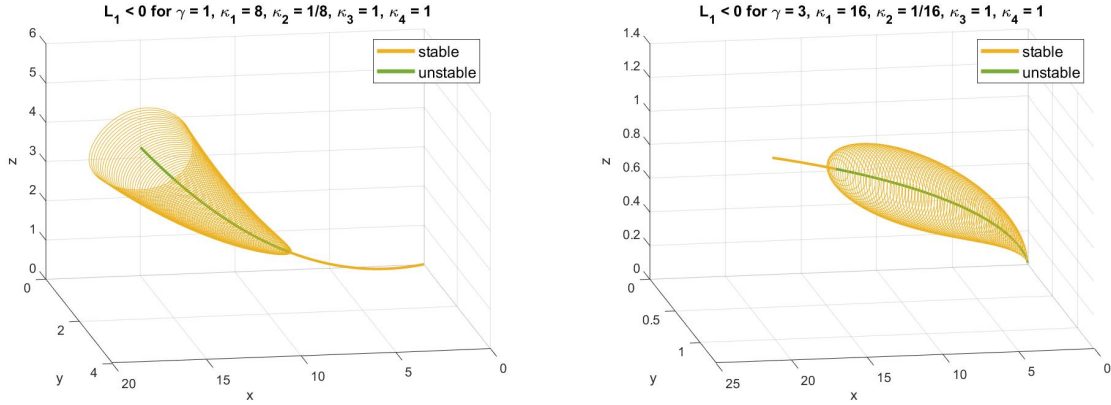 L₁ < 0 for γ = 1, κ₁ = 8, κ₂ = 1/8, κ₃ = 1, κ₄ = 1
6
5
4
3
2
1
0
z
stable
unstable
0
2
4
y
20
15
10
5
0
x
L₁ < 0 for γ = 3, κ₁ = 16, κ₂ = 1/16, κ₃ = 1, κ₄ = 1
1.4
1.2
1
0.8
0.6
0.4
0.2
0
z
stable
unstable
0
0.5
1
y
25
20
15
10
5
0
x